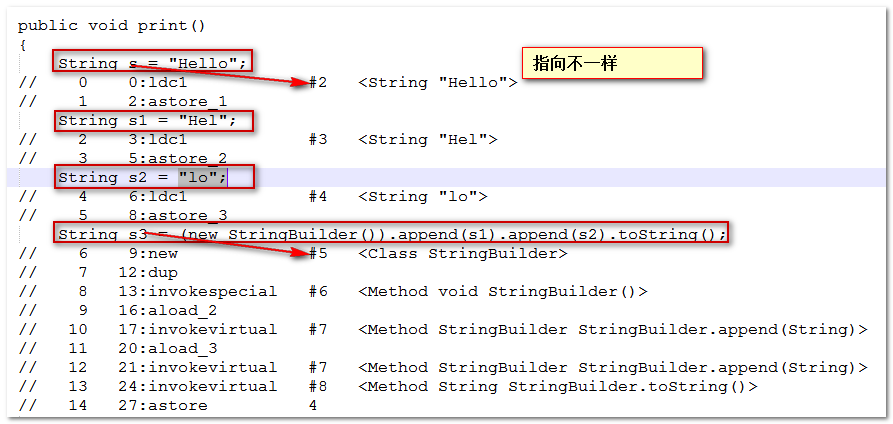 public void print()
{
String s = "Hello";
指向不一样
// 0 0:ldc1 #2 <String "Hello">
// 1 2:astore_1
String s1 = "Hel";
// 2 3:ldc1 #3 <String "Hel">
// 3 5:astore_2
String s2 = "lo";
// 4 6:ldc1 #4 <String "lo">
// 5 8:astore_3
String s3 = (new StringBuilder()).append(s1).append(s2).toString();
// 6 9:new #5 <Class StringBuilder>
// 7 12:dup
// 8 13:invokespecial #6 <Method void StringBuilder()>
// 9 16:aload_2
// 10 17:invokevirtual #7 <Method StringBuilder StringBuilder.append(String)>
// 11 20:aload_3
// 12 21:invokevirtual #7 <Method StringBuilder StringBuilder.append(String)>
// 13 24:invokevirtual #8 <Method String StringBuilder.toString()>
// 14 27:astore 4